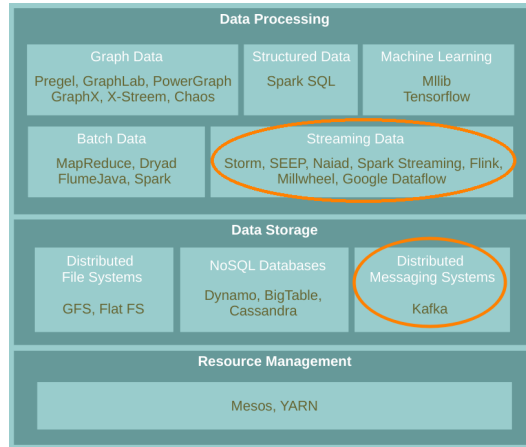 Data Processing
Graph Data
Pregel, GraphLab, PowerGraph
GraphX, X-Streem, Chaos
Structured Data
Spark SQL
Machine Learning
Mllib
Tensorflow
Batch Data
MapReduce, Dryad
FlumeJava, Spark
Streaming Data
Storm, SEEP, Naiad, Spark Streaming, Flink,
Millwheel, Google Dataflow
Data Storage
Distributed
File Systems
GFS, Flat FS
NoSQL Databases
Dynamo, BigTable,
Cassandra
Distributed
Messaging Systems
Kafka
Resource Management
Mesos, YARN